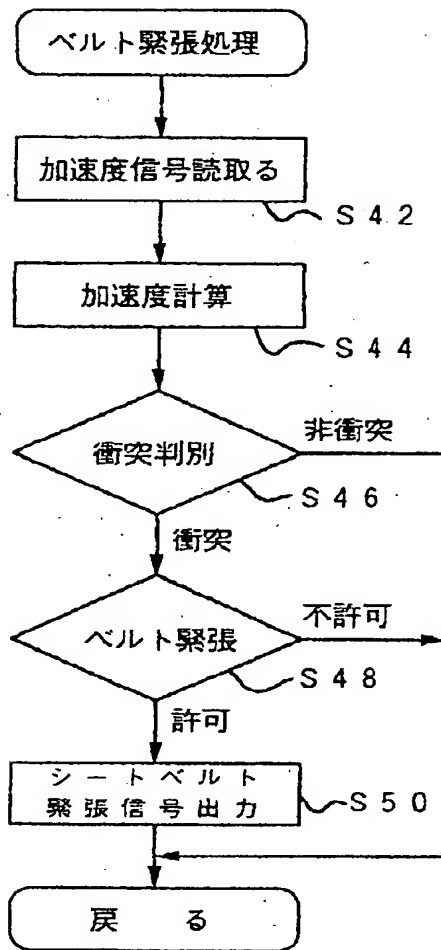 ベルト緊張処理
加速度信号読取る
S42
加速度計算
S44
衝突判別
非衝突
S46
衝突
ベルト緊張
不許可
S48
許可
シートベルト
緊張信号出力
S50
戻る